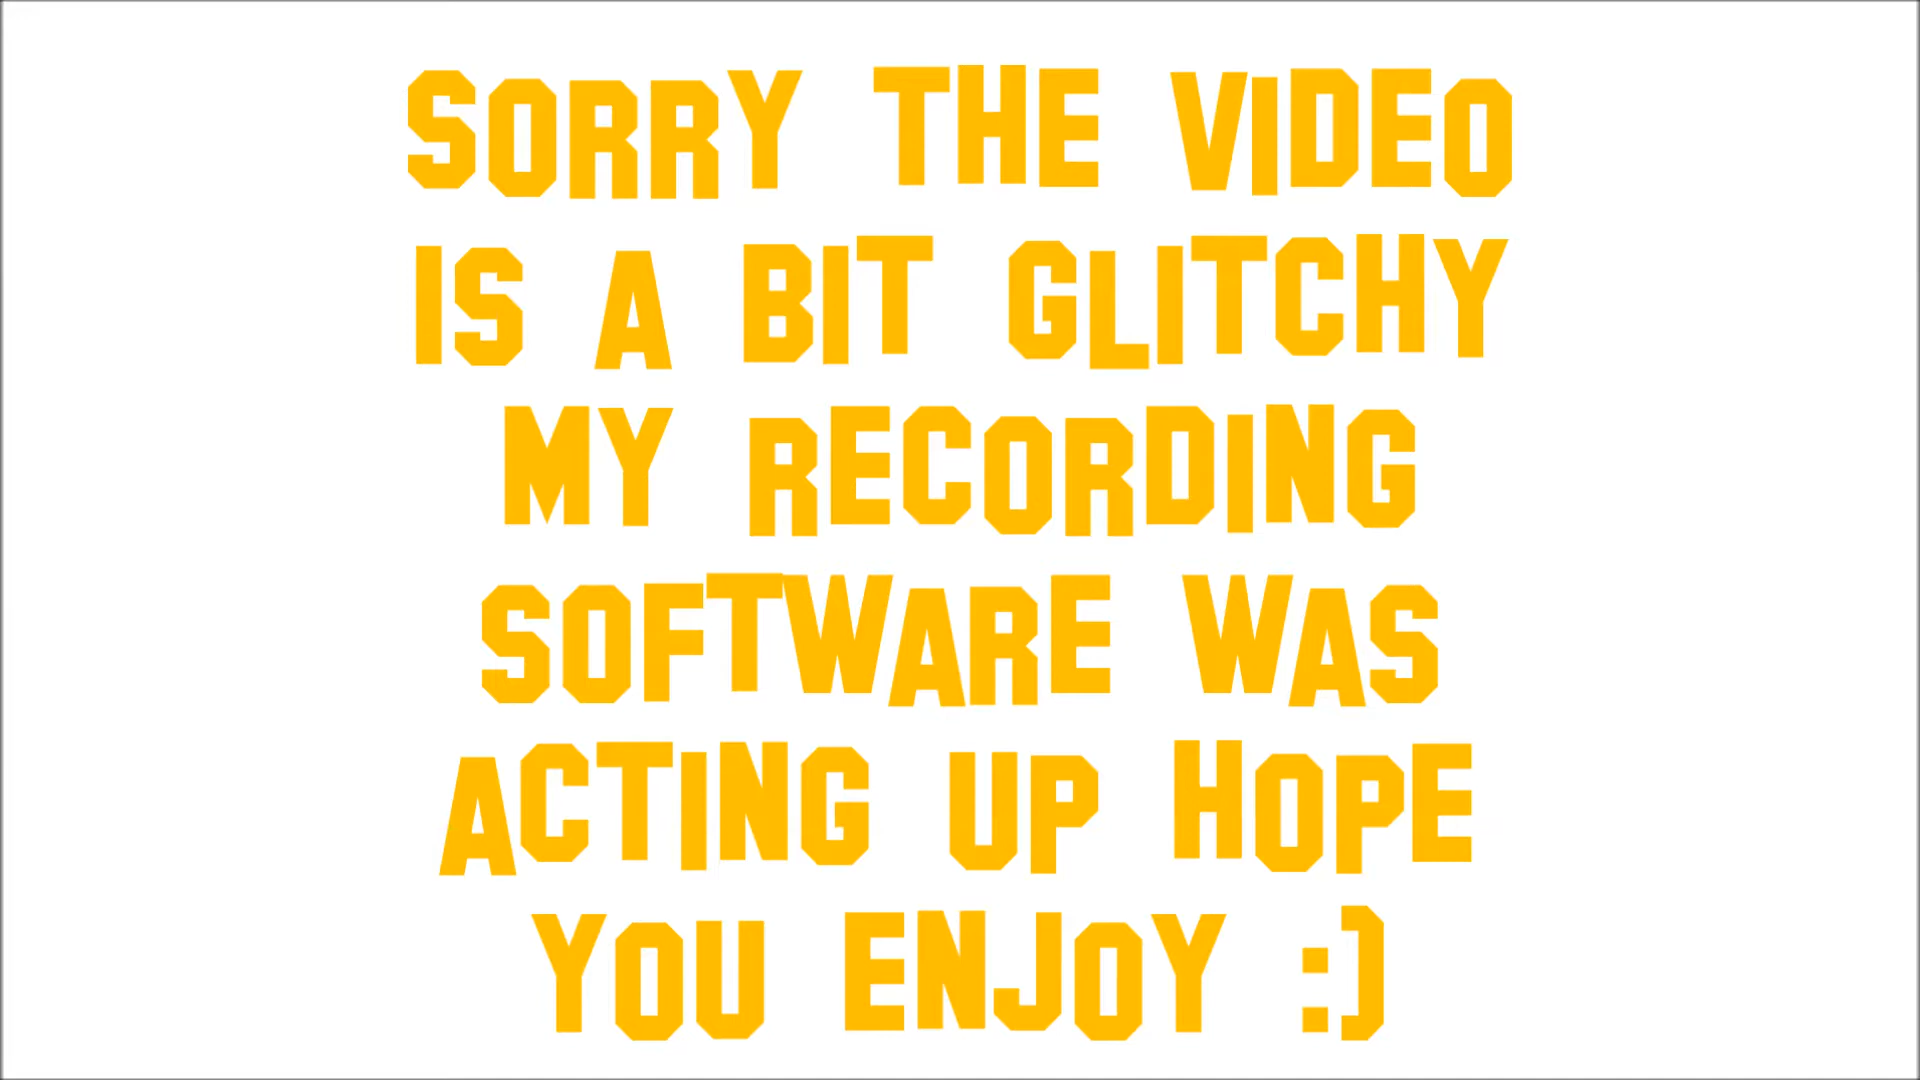 SORRY THE VIDEO
IS A BIT GLITCHY
MY RECORDING
SOFTWARE WAS
ACTING UP HOPE
YOU ENJOY :)